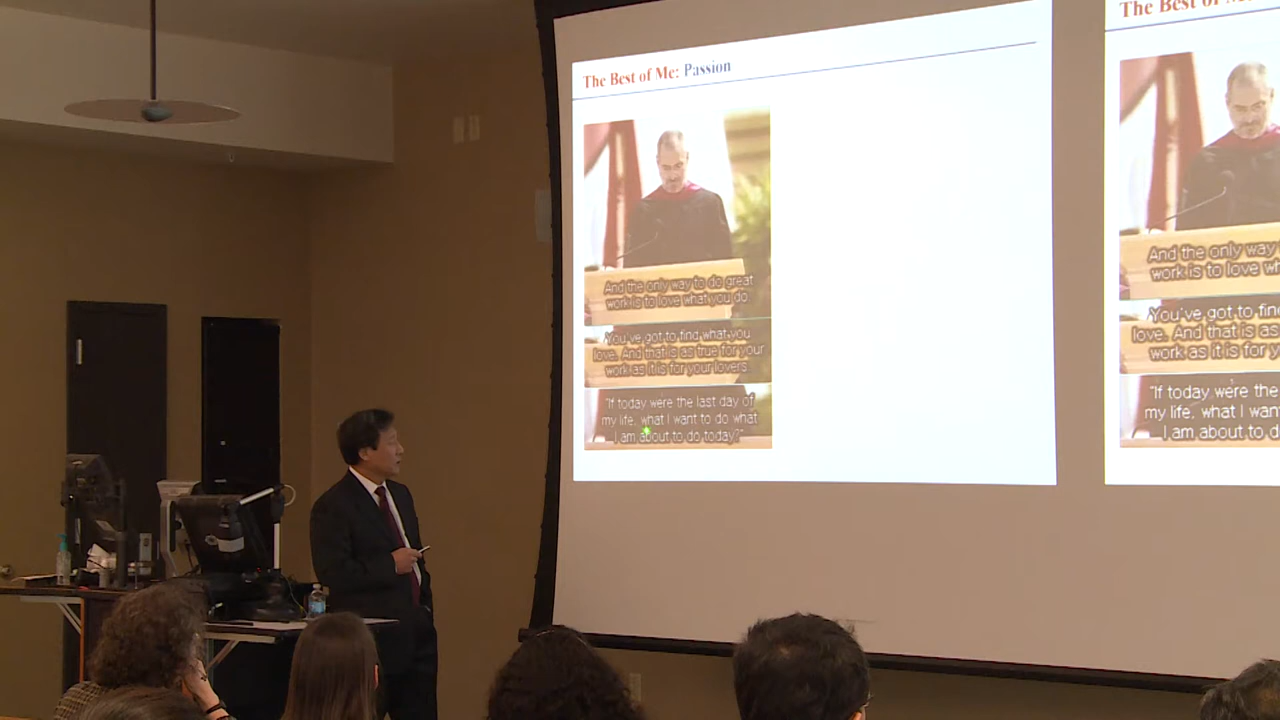 The Best of Me: Passion
And the only way to do great
work is to love what you do
You've got to find what you
love. And that is as true for your
work as it is for your lovers.
"If today were the last day of
my life, what I want to do what
I am about to do today?"
The Best of Me:
And the only way
work is to love wh
You've got to find
love. And that is as
work as it is for y
"If today were the
my life, what I want
I am about to d